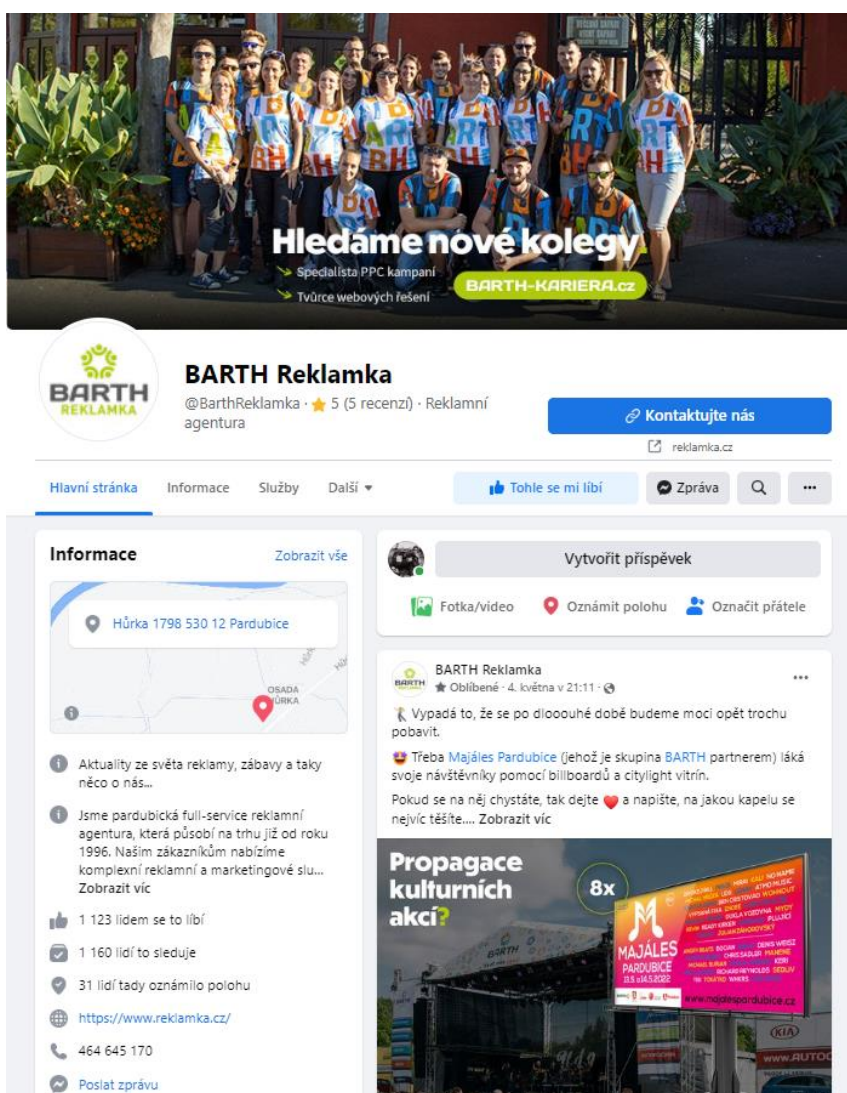 Hledáme nové kolegy
Specialista PPC kampaní
Tvůrce webových řešení
BARTH-KARIERA.cz
BARTH
REKLAMKA
BARTH Reklamka
@BarthReklamka · 5 (5 recenzí) · Reklamní
agentura
Kontaktujte nás
reklamka.cz
Hlavní stránka
Informace
Služby
Další
Tohle se mi líbí
Zpráva
Informace
Zobrazit vše
Hůrka 1798 530 12 Pardubice
OSADA
HŮRKA
Aktuality ze světa reklamy, zábavy a taky
něco o nás...
Jsme pardubická full-service reklamní
agentura, která působí na trhu již od roku
1996. Našim zákazníkům nabízíme
komplexní reklamní a marketingové slu...
Zobrazit víc
1 123 lidem se to líbí
1 160 lidí to sleduje
31 lidí tady oznámilo polohu
https://www.reklamka.cz/
464 645 170
Poslat zprávu
Vytvořit příspěvek
Fotka/video
Oznámit polohu
Označit přátele
BARTH Reklamka
Oblíbené · 4. května v 21:11 ·
Vypadá to, že se po dlooouhé době budeme moci opět trochu
pobavit.
Třeba Majáles Pardubice (jehož je skupina BARTH partnerem) láká
svoje návštěvníky pomocí billboardů a citylight vitrín.
Pokud se na něj chystáte, tak dejte a napište, na jakou kapelu se
nejvíc těšíte.... Zobrazit víc
Propagace
kulturních
akcí?
8x
BARTH
MAJÁLES
PARDUBICE
13.5. a 14.5.2022
www.majalespardubice.cz
KIA